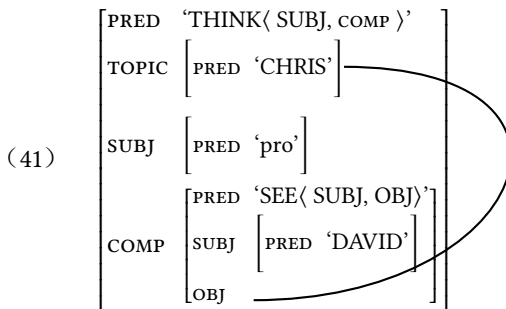 PRED ‘THINK⟨ SUBJ, COMP ⟩’
TOPIC [PRED ‘CHRIS’]
（41） SUBJ [PRED ‘pro’]
PRED ‘SEE⟨ SUBJ, OBJ⟩’
COMP SUBJ [PRED ‘DAVID’]
OBJ